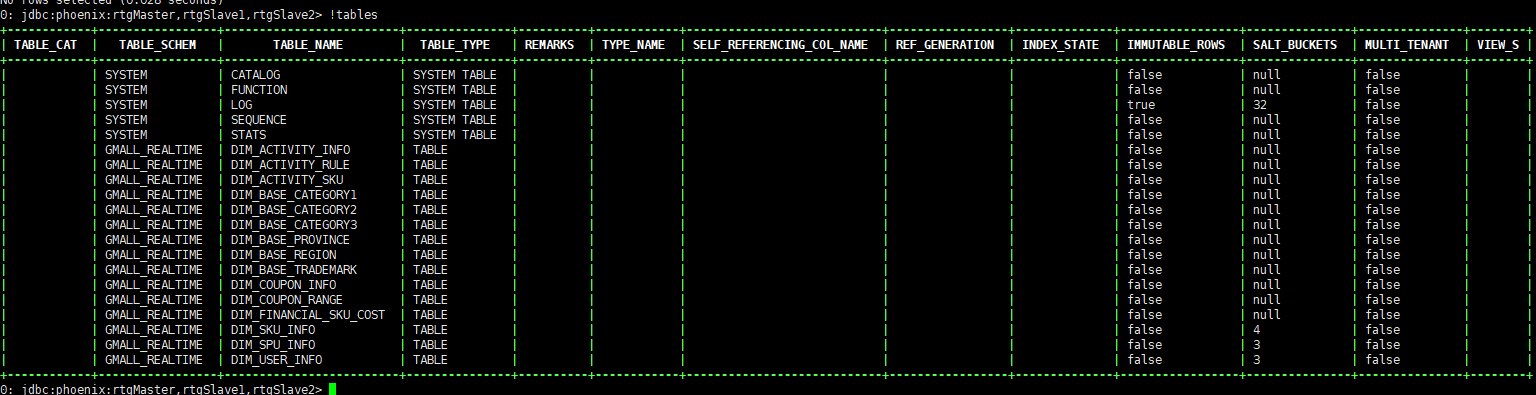 No rows selected (0.028 seconds)
0: jdbc:phoenix:rtgMaster,rtgSlave1,rtgSlave2> !tables
+------------+----------------+------------------------+---------------+----------+------------+----------------------------+-----------------+--------------+-----------------+---------------+---------------+--------+
| TABLE_CAT | TABLE_SCHEM | TABLE_NAME | TABLE_TYPE | REMARKS | TYPE_NAME | SELF_REFERENCING_COL_NAME | REF_GENERATION | INDEX_STATE | IMMUTABLE_ROWS | SALT_BUCKETS | MULTI_TENANT | VIEW_S |
+------------+----------------+------------------------+---------------+----------+------------+----------------------------+-----------------+--------------+-----------------+---------------+---------------+--------+
| | SYSTEM | CATALOG | SYSTEM TABLE | | | | | | false | null | false | |
| | SYSTEM | FUNCTION | SYSTEM TABLE | | | | | | false | null | false | |
| | SYSTEM | LOG | SYSTEM TABLE | | | | | | true | 32 | false | |
| | SYSTEM | SEQUENCE | SYSTEM TABLE | | | | | | false | null | false | |
| | SYSTEM | STATS | SYSTEM TABLE | | | | | | false | null | false | |
| | GMALL_REALTIME | DIM_ACTIVITY_INFO | TABLE | | | | | | false | null | false | |
| | GMALL_REALTIME | DIM_ACTIVITY_RULE | TABLE | | | | | | false | null | false | |
| | GMALL_REALTIME | DIM_ACTIVITY_SKU | TABLE | | | | | | false | null | false | |
| | GMALL_REALTIME | DIM_BASE_CATEGORY1 | TABLE | | | | | | false | null | false | |
| | GMALL_REALTIME | DIM_BASE_CATEGORY2 | TABLE | | | | | | false | null | false | |
| | GMALL_REALTIME | DIM_BASE_CATEGORY3 | TABLE | | | | | | false | null | false | |
| | GMALL_REALTIME | DIM_BASE_PROVINCE | TABLE | | | | | | false | null | false | |
| | GMALL_REALTIME | DIM_BASE_REGION | TABLE | | | | | | false | null | false | |
| | GMALL_REALTIME | DIM_BASE_TRADEMARK | TABLE | | | | | | false | null | false | |
| | GMALL_REALTIME | DIM_COUPON_INFO | TABLE | | | | | | false | null | false | |
| | GMALL_REALTIME | DIM_COUPON_RANGE | TABLE | | | | | | false | null | false | |
| | GMALL_REALTIME | DIM_FINANCIAL_SKU_COST | TABLE | | | | | | false | null | false | |
| | GMALL_REALTIME | DIM_SKU_INFO | TABLE | | | | | | false | 4 | false | |
| | GMALL_REALTIME | DIM_SPU_INFO | TABLE | | | | | | false | 3 | false | |
| | GMALL_REALTIME | DIM_USER_INFO | TABLE | | | | | | false | 3 | false | |
+------------+----------------+------------------------+---------------+----------+------------+----------------------------+-----------------+--------------+-----------------+---------------+---------------+--------+
0: jdbc:phoenix:rtgMaster,rtgSlave1,rtgSlave2>